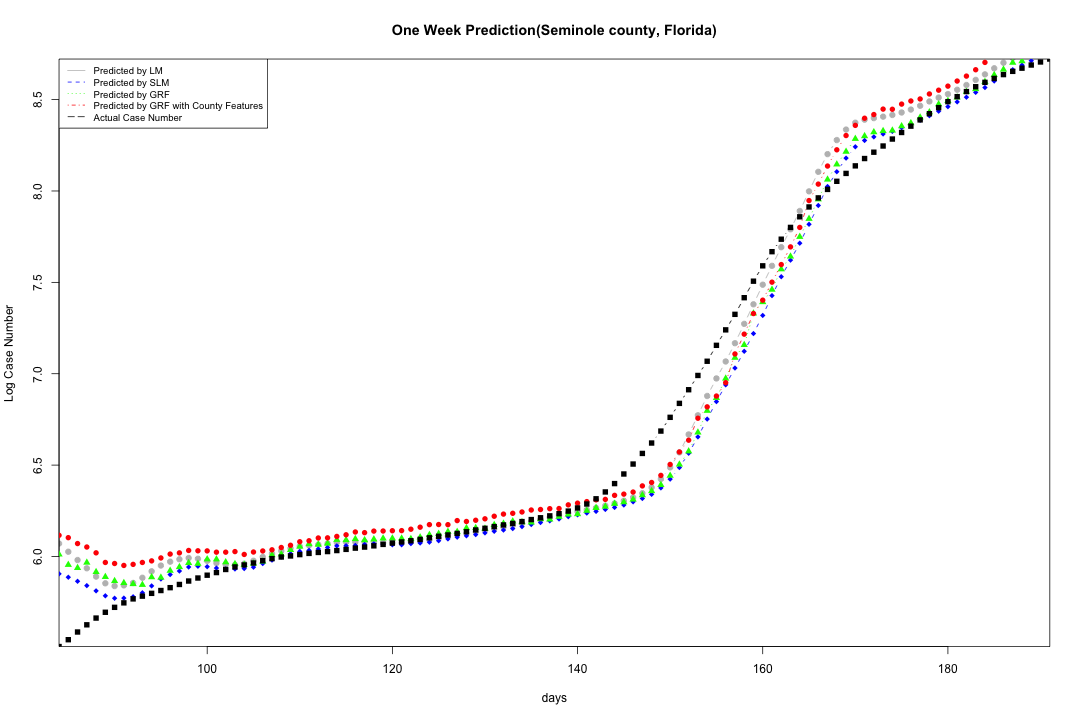 One Week Prediction(Seminole county, Florida)
Predicted by LM
Predicted by SLM
Predicted by GRF
Predicted by GRF with County Features
Actual Case Number
8.5
8.0
7.5
7.0
6.5
6.0
Log Case Number
100 120 140 160 180
days